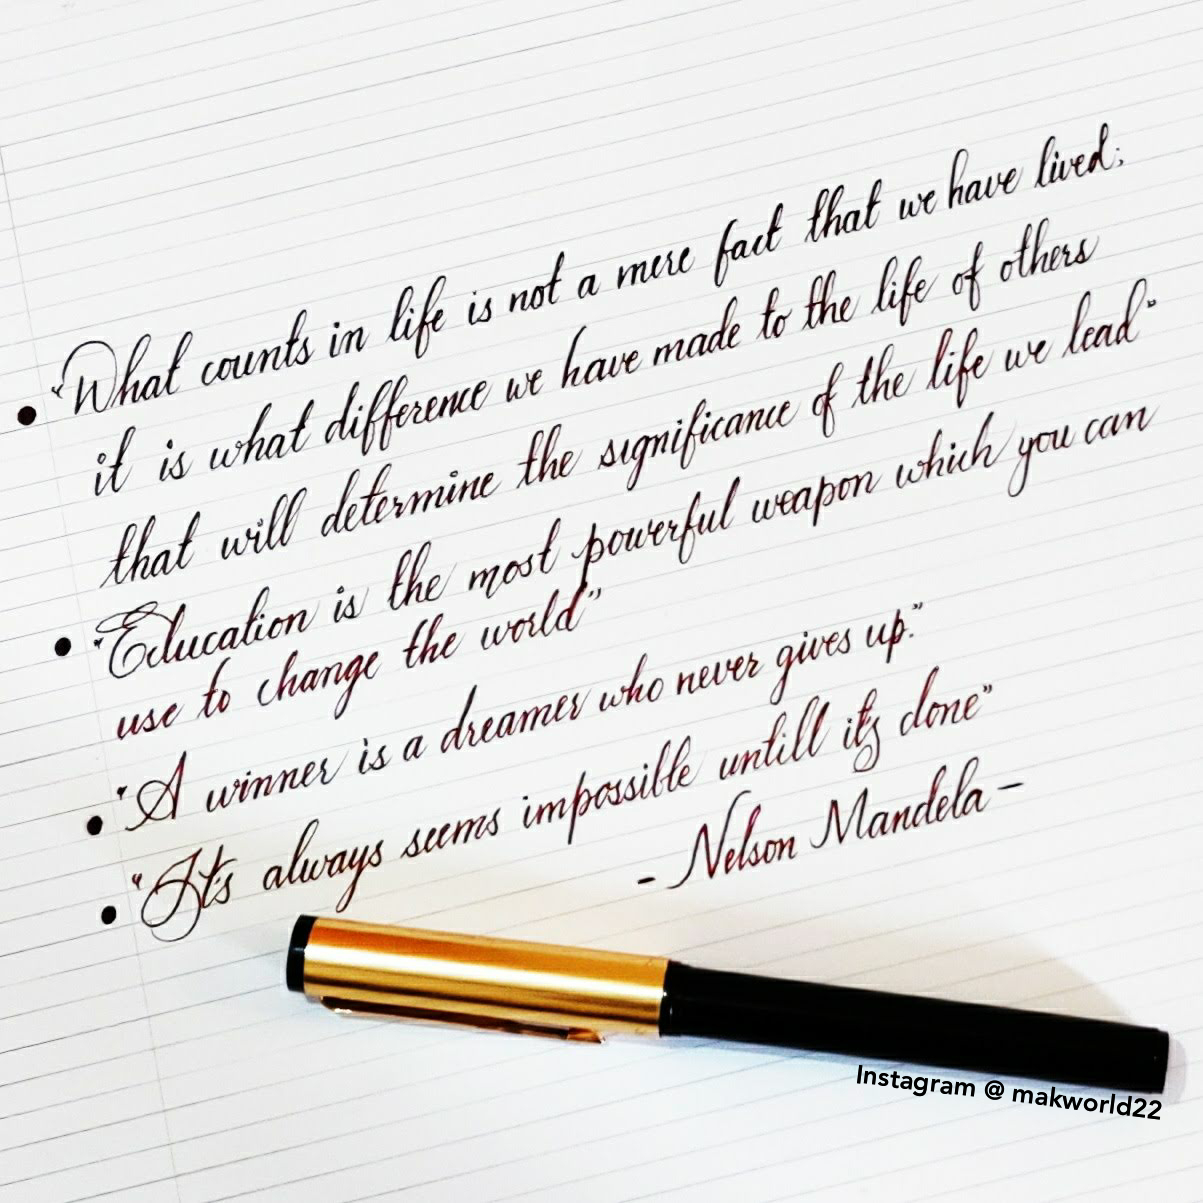 • "What counts in life is not a mere fact that we have lived;
it is what difference we have made to the life of others
that will determine the significance of the life we lead"
• "Education is the most powerful weapon which you can
use to change the world"
• "A winner is a dreamer who never gives up."
• "It's always seems impossible untill its done"
- Nelson Mandela -
Instagram @ makworld22